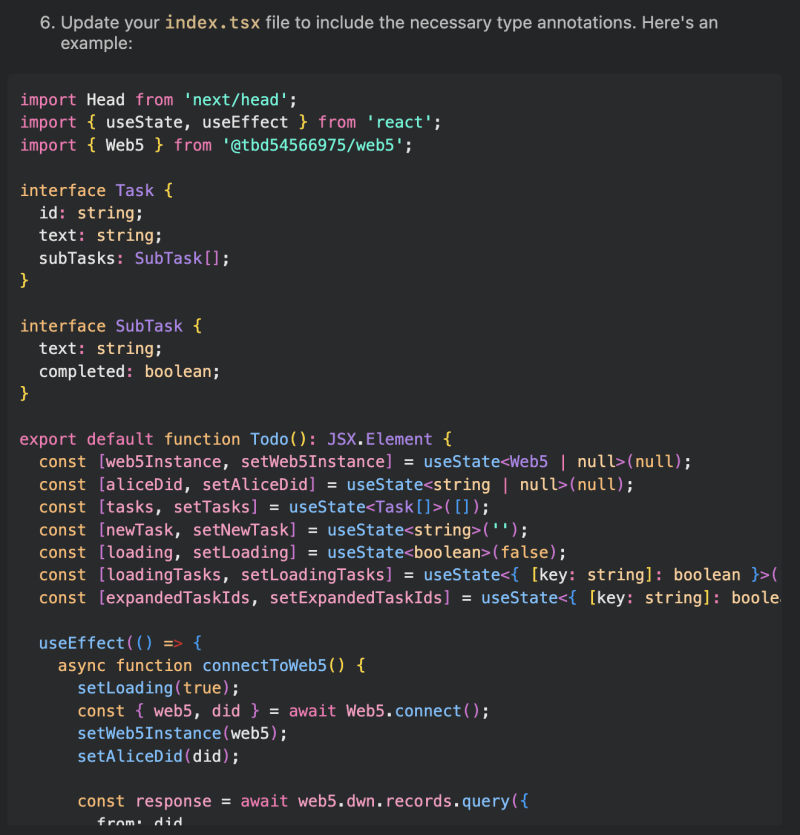 6. Update your index.tsx file to include the necessary type annotations. Here's an
example:
import Head from 'next/head';
import { useState, useEffect } from 'react';
import { Web5 } from '@tbd54566975/web5';
interface Task {
id: string;
text: string;
subTasks: SubTask[];
}
interface SubTask {
text: string;
completed: boolean;
}
export default function Todo(): JSX.Element {
const [web5Instance, setWeb5Instance] = useState<Web5 | null>(null);
const [aliceDid, setAliceDid] = useState<string | null>(null);
const [tasks, setTasks] = useState<Task[]>([]);
const [newTask, setNewTask] = useState<string>('');
const [loading, setLoading] = useState<boolean>(false);
const [loadingTasks, setLoadingTasks] = useState<{ [key: string]: boolean }>(
const [expandedTaskIds, setExpandedTaskIds] = useState<{ [key: string]: boole
useEffect(() => {
async function connectToWeb5() {
setLoading(true);
const { web5, did } = await Web5.connect();
setWeb5Instance(web5);
setAliceDid(did);
const response = await web5.dwn.records.query({
from: did